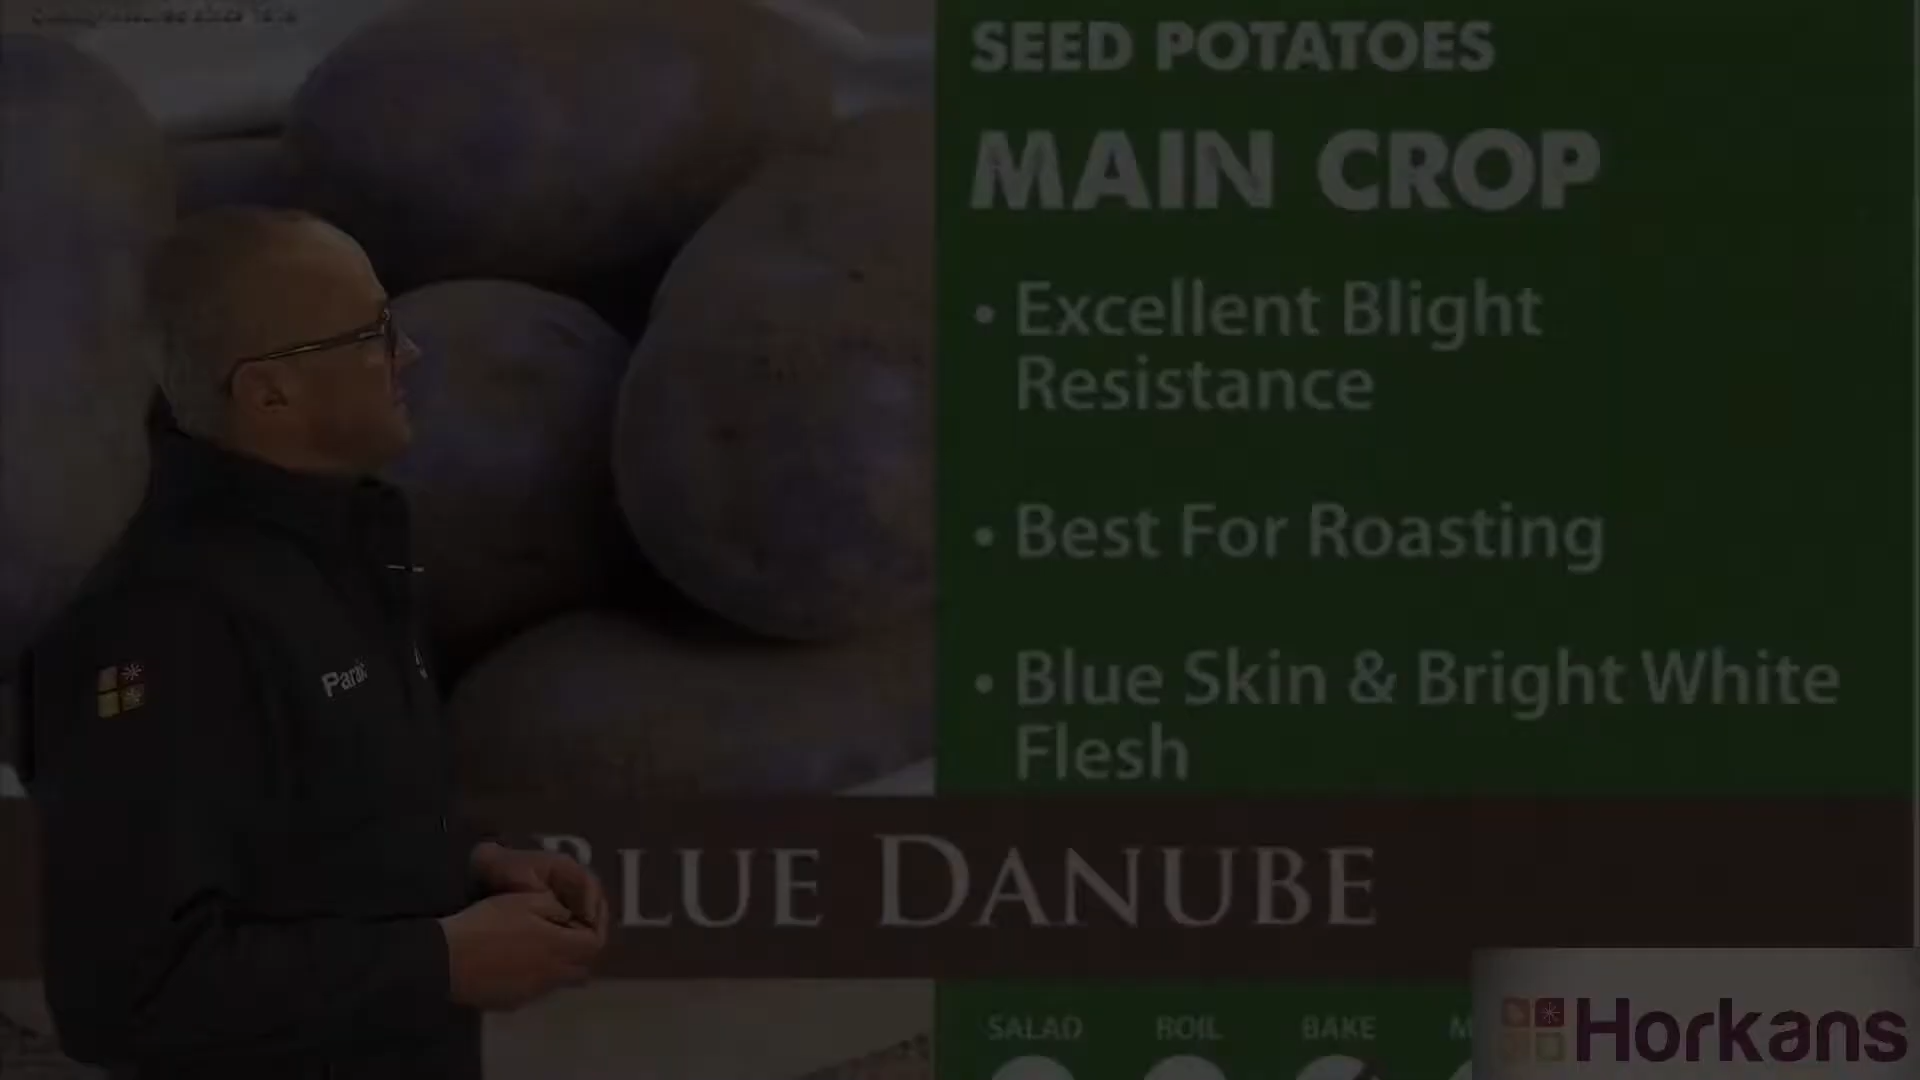 SEED POTATOES
MAIN CROP
• Excellent Blight
Resistance
• Best For Roasting
• Blue Skin & Bright White
Flesh
BLUE DANUBE
SALAD BOIL BAKE
Horkans